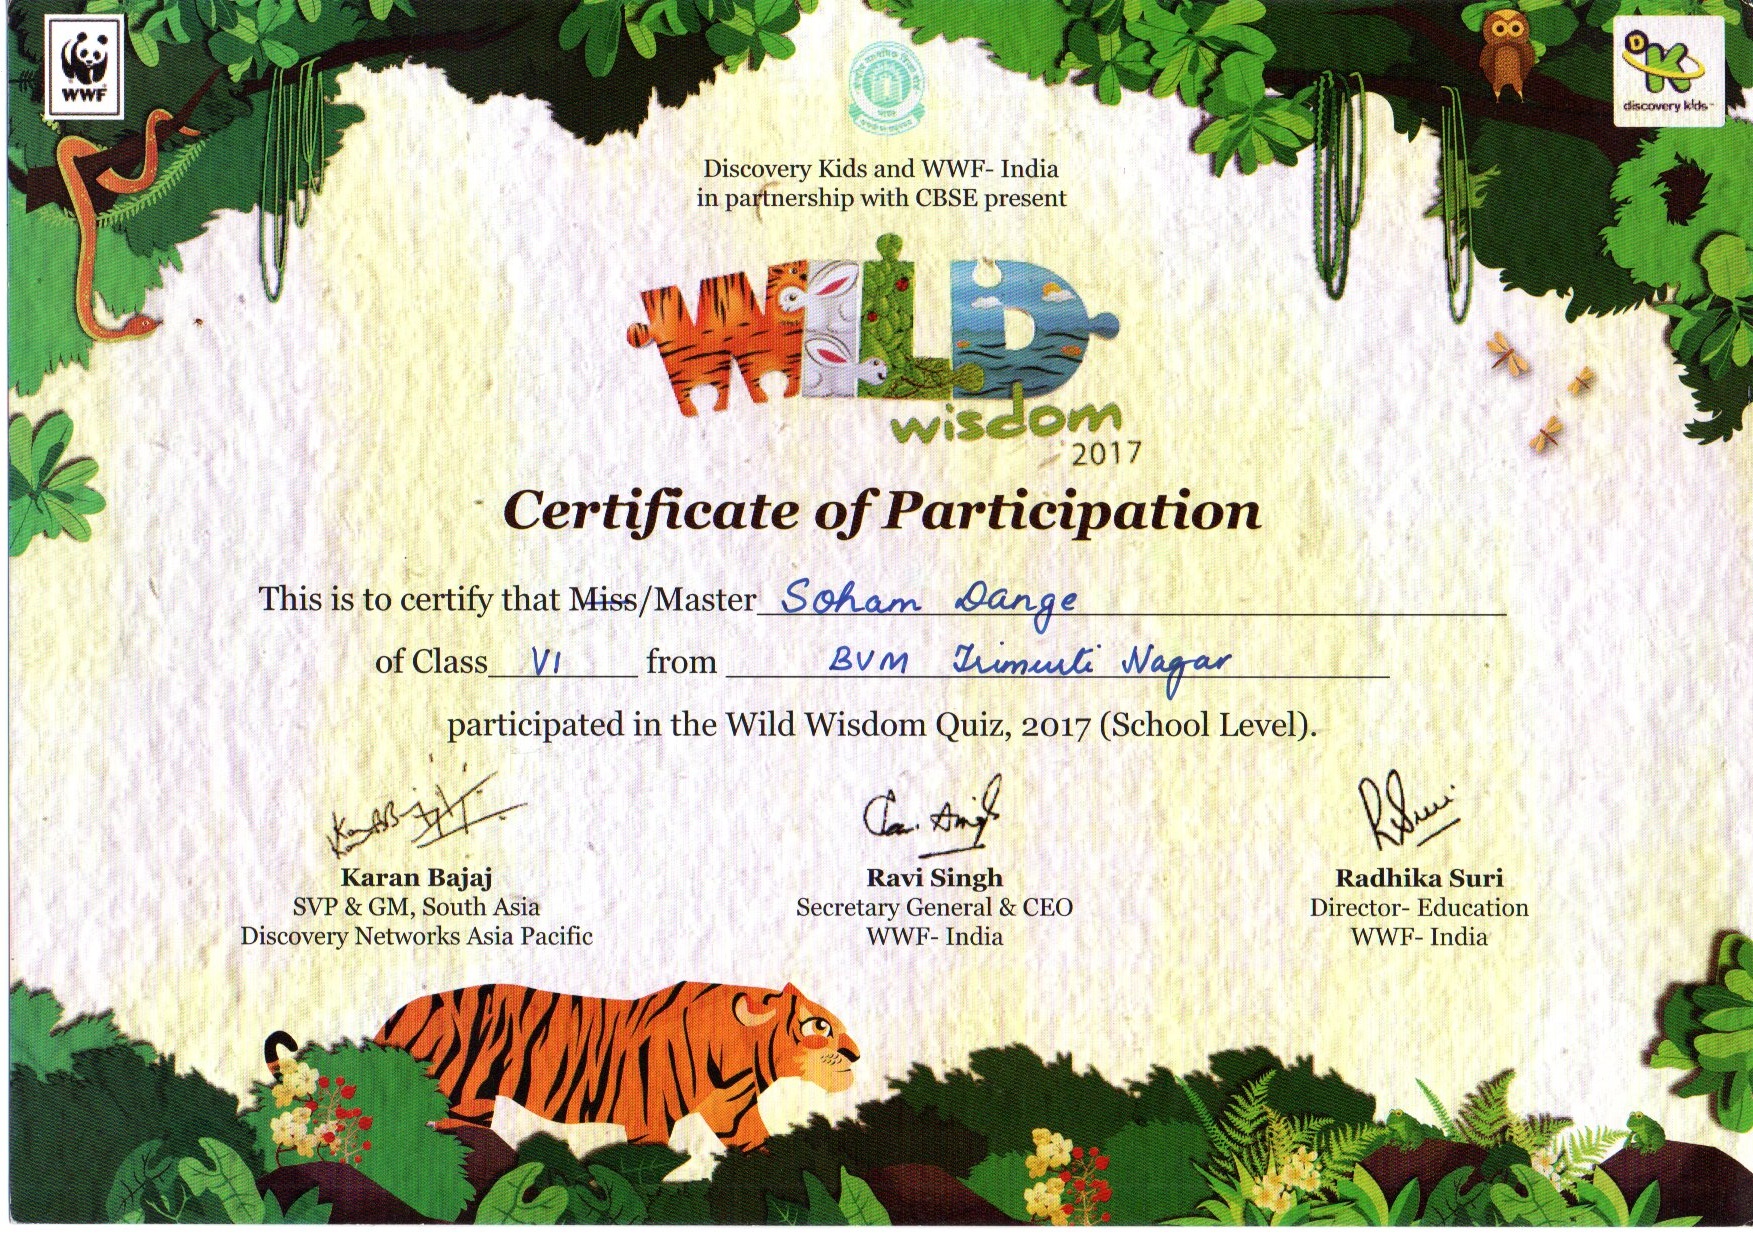 WWF
D
K
discovery kids™
Discovery Kids and WWF- India
in partnership with CBSE present
WILD
wisdom
2017
Certificate of Participation
This is to certify that Miss/Master Soham Dange
of Class VI from BVM Trimurti Nagar
participated in the Wild Wisdom Quiz, 2017 (School Level).
Karan Bajaj
SVP & GM, South Asia
Discovery Networks Asia Pacific
Ravi Singh
Secretary General & CEO
WWF- India
Radhika Suri
Director- Education
WWF- India